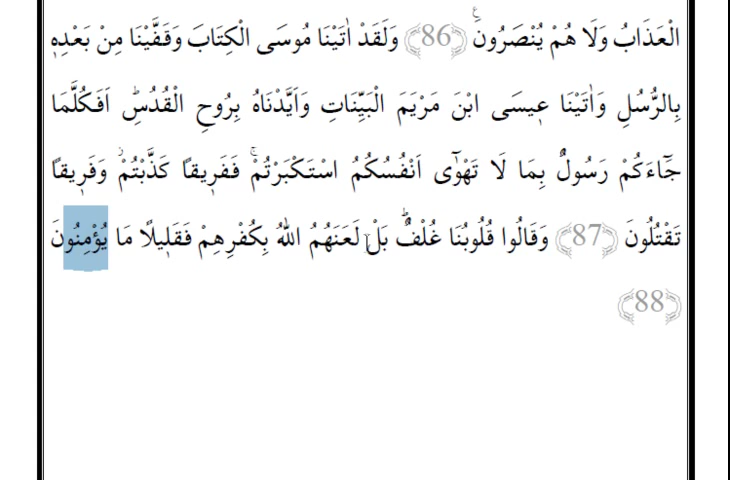 الْعَذَابُ وَلَا هُمْ يُنْصَرُونَۚ ﴿86﴾ وَلَقَدْ اٰتَيْنَا مُوسَى الْكِتَابَ وَقَفَّيْنَا مِنْ بَعْدِه۪
بِالرُّسُلِ وَاٰتَيْنَا ع۪يسَى ابْنَ مَرْيَمَ الْبَيِّنَاتِ وَاَيَّدْنَاهُ بِرُوحِ الْقُدُسِۜ اَفَكُلَّمَا
جَٓاءَكُمْ رَسُولٌ بِمَا لَا تَهْوٰٓى اَنْفُسُكُمُ اسْتَكْبَرْتُمْۚ فَفَر۪يقًا كَذَّبْتُمْۘ وَفَر۪يقًا
تَقْتُلُونَ ﴿87﴾ وَقَالُوا قُلُوبُنَا غُلْفٌۜ بَلْ لَعَنَهُمُ اللّٰهُ بِكُفْرِهِمْ فَقَل۪يلًا مَا يُؤْمِنُونَ
﴿88﴾